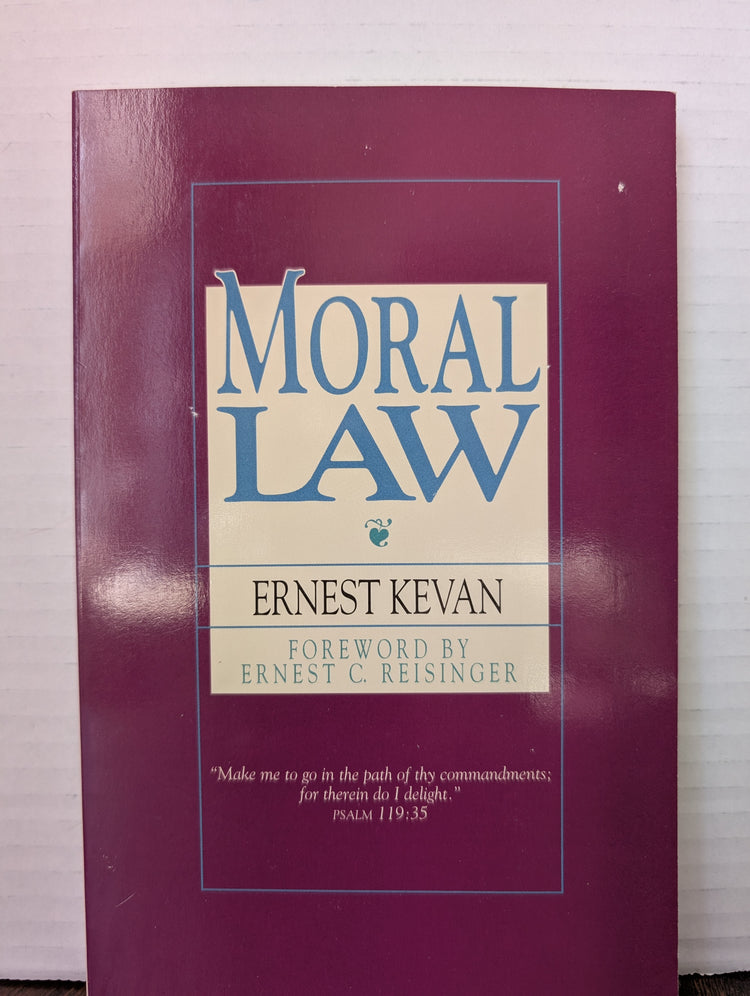 MORAL
LAW
ERNEST KEVAN
FOREWORD BY
ERNEST C. REISINGER
“Make me to go in the path of thy commandments;
for therein do I delight.”
PSALM 119:35